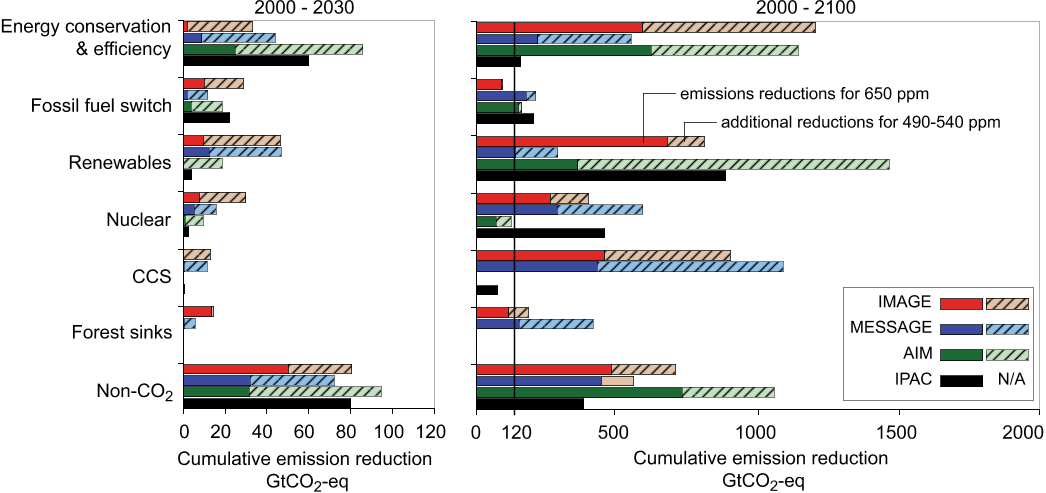 2000 - 2030
2000 - 2100
Energy conservation
& efficiency
Fossil fuel switch
emissions reductions for 650 ppm
additional reductions for 490-540 ppm
Renewables
Nuclear
CCS
Forest sinks
Non-CO₂
IMAGE
MESSAGE
AIM
IPAC N/A
0 20 40 60 80 100 120
0 120 500 1000 1500 2000
Cumulative emission reduction
GtCO₂-eq
Cumulative emission reduction
GtCO₂-eq